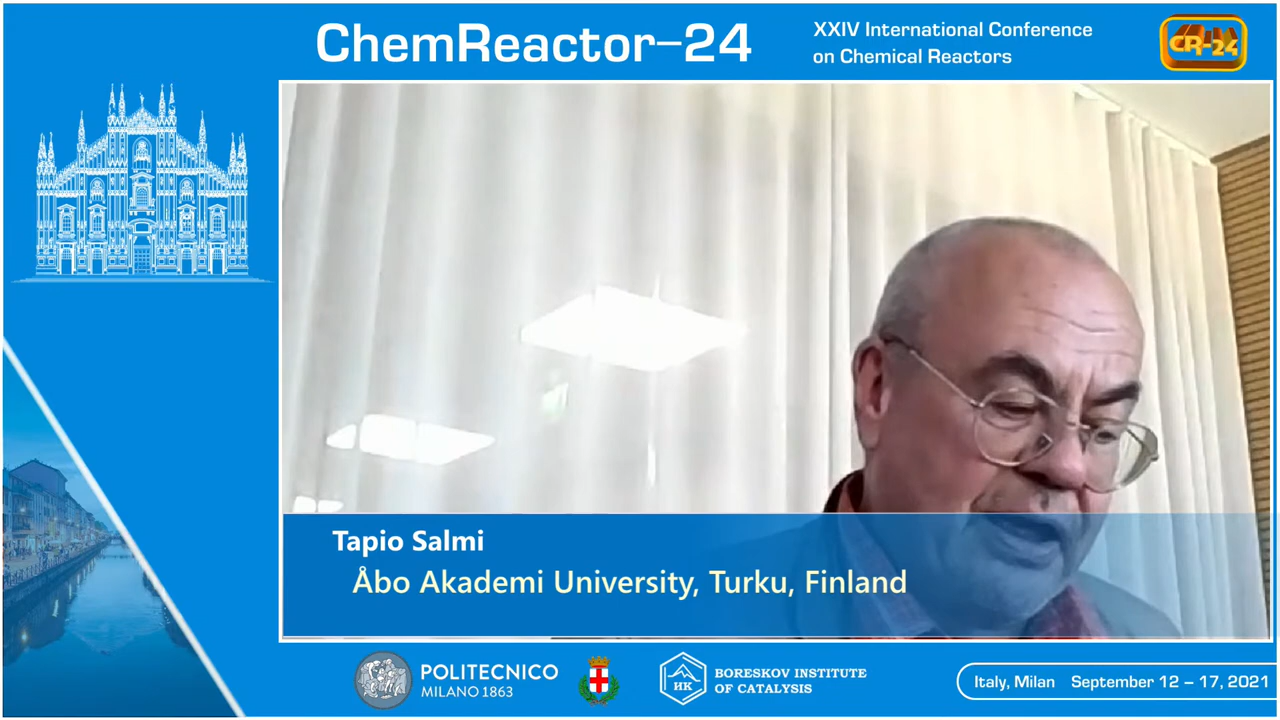 ChemReactor–24
XXIV International Conference
on Chemical Reactors
CR-24
Tapio Salmi
Åbo Akademi University, Turku, Finland
POLITECNICO
MILANO 1863
НК
BORESKOV INSTITUTE
OF CATALYSIS
Italy, Milan September 12 – 17, 2021